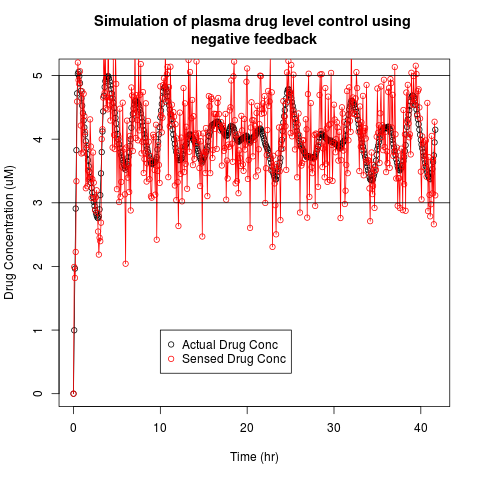 Simulation of plasma drug level control using
negative feedback
Drug Concentration (uM)
5
4
3
2
1
0
Actual Drug Conc
Sensed Drug Conc
0 10 20 30 40
Time (hr)